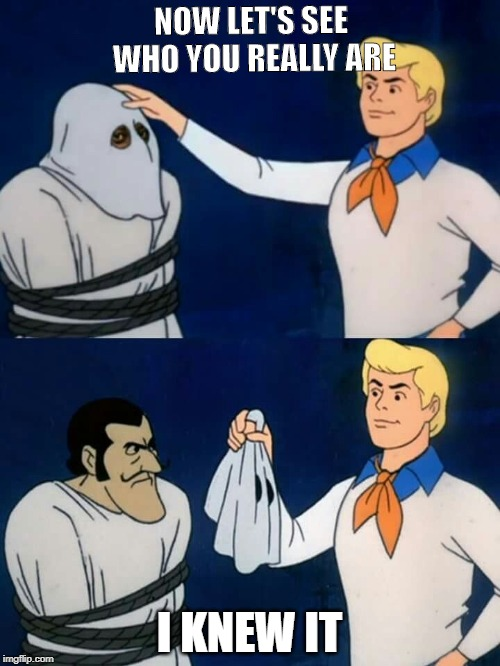 NOW LET'S SEE
WHO YOU REALLY ARE
I KNEW IT
imgflip.com